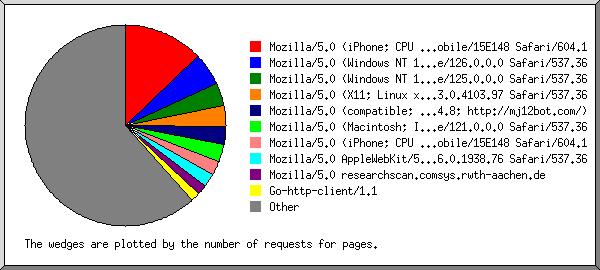 Mozilla/5.0 (iPhone; CPU ...obile/15E148 Safari/604.1
Mozilla/5.0 (Windows NT 1...e/126.0.0.0 Safari/537.36
Mozilla/5.0 (Windows NT 1...e/125.0.0.0 Safari/537.36
Mozilla/5.0 (X11; Linux x...3.0.4103.97 Safari/537.36
Mozilla/5.0 (compatible; ...4.8; http://mj12bot.com/)
Mozilla/5.0 (Macintosh; I...e/121.0.0.0 Safari/537.36
Mozilla/5.0 (iPhone; CPU ...obile/15E148 Safari/604.1
Mozilla/5.0 AppleWebKit/5...6.0.1938.76 Safari/537.36
Mozilla/5.0 researchscan.comsys.rwth-aachen.de
Go-http-client/1.1
Other
The wedges are plotted by the number of requests for pages.